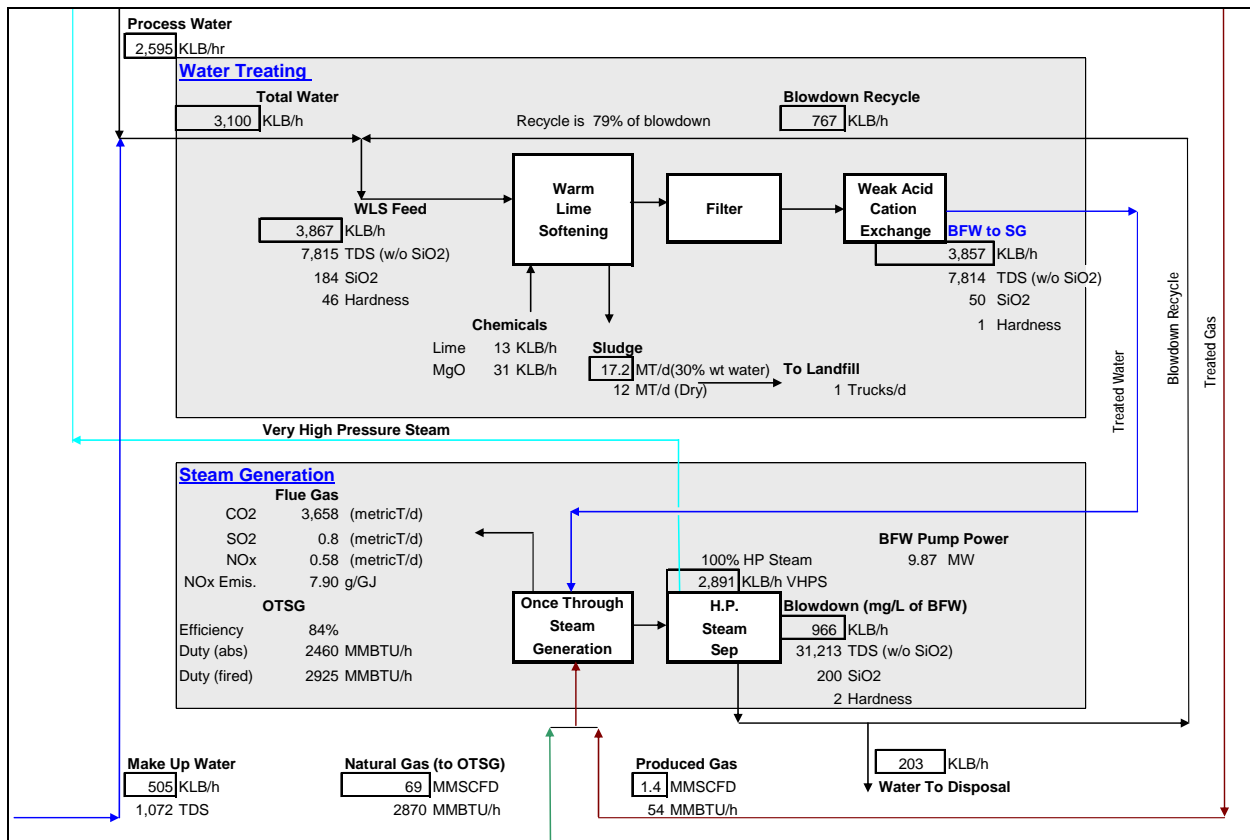 Process Water
2,595 KLB/hr
Water Treating
Total Water
3,100 KLB/h
Recycle is 79% of blowdown
Blowdown Recycle
767 KLB/h
Warm
Lime
Softening
Filter
Weak Acid
Cation
Exchange
WLS Feed
3,867 KLB/h
7,815 TDS (w/o SiO2)
184 SiO2
46 Hardness
BFW to SG
3,857 KLB/h
7,814 TDS (w/o SiO2)
50 SiO2
1 Hardness
Chemicals
Lime 13 KLB/h
MgO 31 KLB/h
Sludge
17.2 MT/d(30% wt water)
12 MT/d (Dry)
To Landfill
1 Trucks/d
Treated Water
Blowdown Recycle
Treated Gas
Very High Pressure Steam
Steam Generation
Flue Gas
CO2 3,658 (metricT/d)
SO2 0.8 (metricT/d)
NOx 0.58 (metricT/d)
NOx Emis. 7.90 g/GJ
OTSG
Efficiency 84%
Duty (abs) 2460 MMBTU/h
Duty (fired) 2925 MMBTU/h
Once Through
Steam
Generation
100% HP Steam
2,891 KLB/h VHPS
H.P.
Steam
Sep
BFW Pump Power
9.87 MW
Blowdown (mg/L of BFW)
966 KLB/h
31,213 TDS (w/o SiO2)
200 SiO2
2 Hardness
Make Up Water
505 KLB/h
1,072 TDS
Natural Gas (to OTSG)
69 MMSCFD
2870 MMBTU/h
Produced Gas
1.4 MMSCFD
54 MMBTU/h
203 KLB/h
Water To Disposal